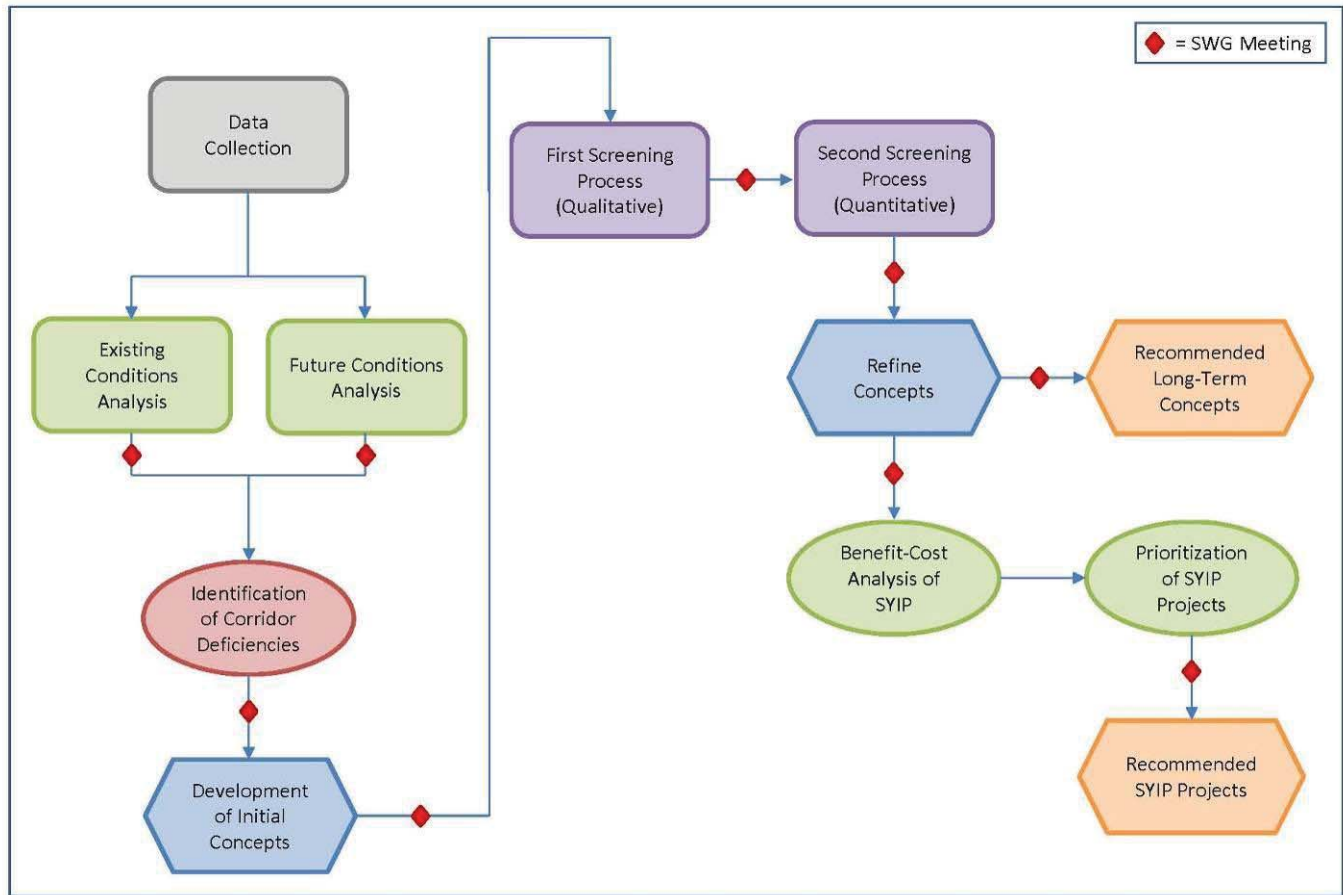 = SWG Meeting
Data
Collection
First Screening
Process
(Qualitative)
Second Screening
Process
(Quantitative)
Existing
Conditions
Analysis
Future Conditions
Analysis
Refine
Concepts
Recommended
Long-Term
Concepts
Identification
of Corridor
Deficiencies
Benefit-Cost
Analysis of
SYIP
Prioritization
of SYIP
Projects
Development
of Initial
Concepts
Recommended
SYIP Projects